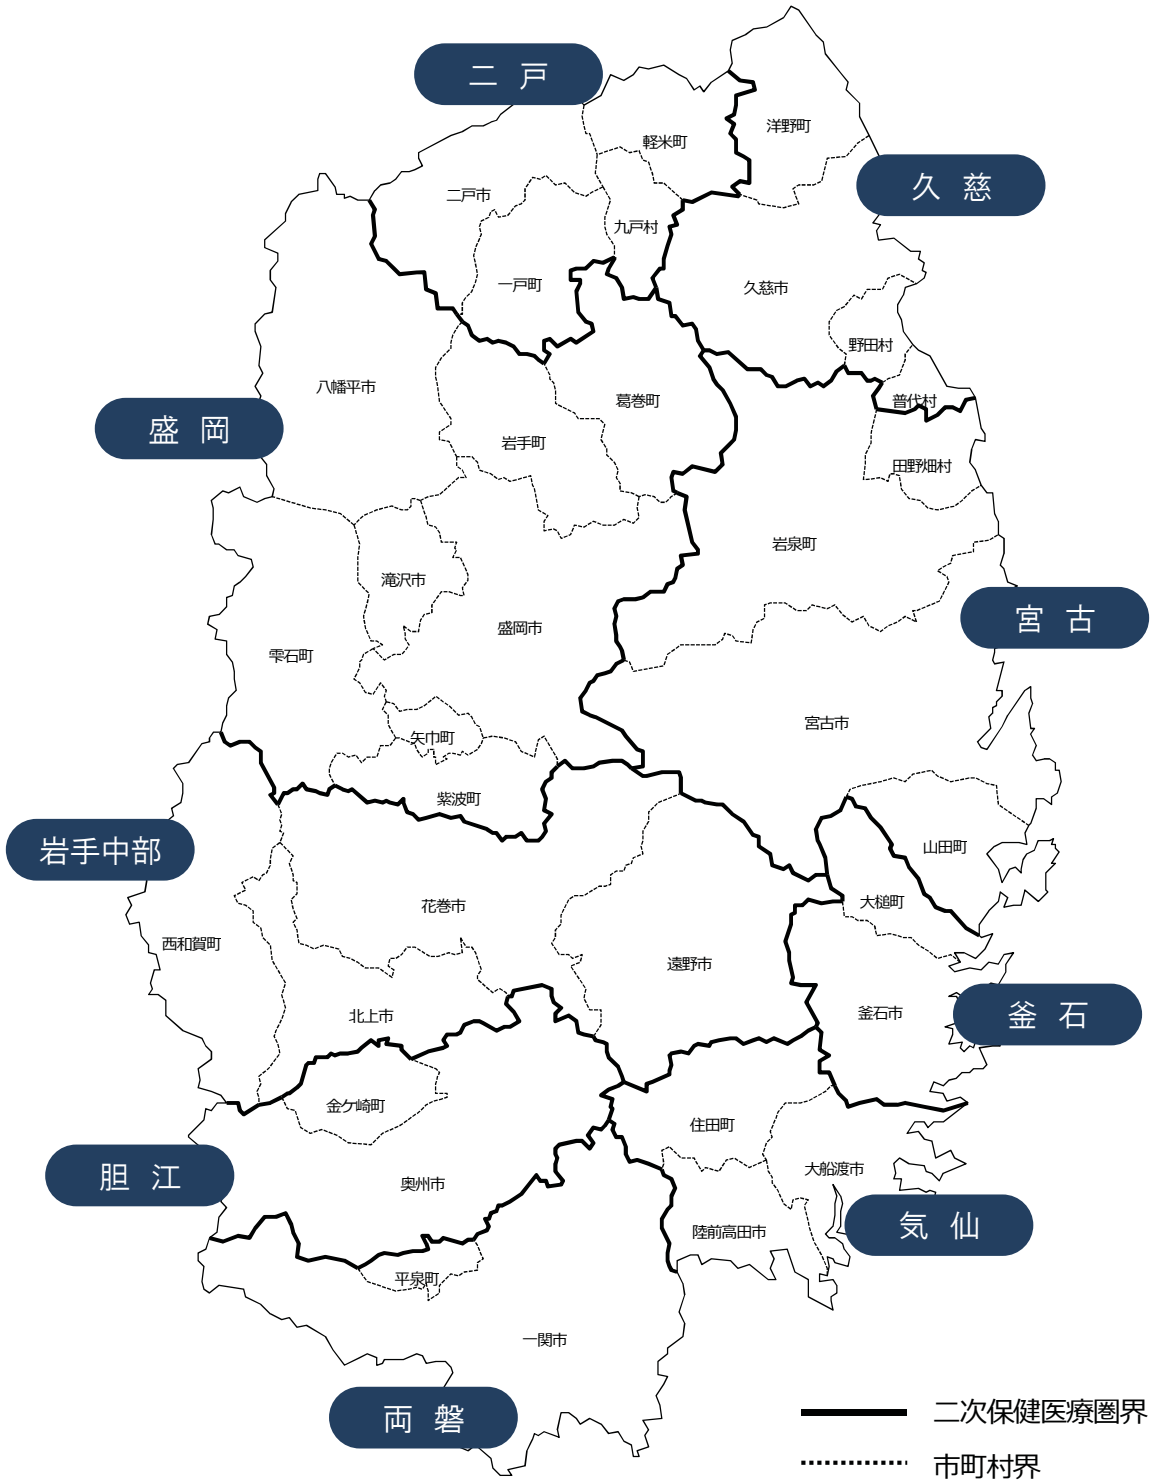 二戸
洋野町
軽米町
久慈
二戸市
九戸村
一戸町
久慈市
野田村
八幡平市
葛巻町
普代村
盛岡
岩手町
田野畑村
岩泉町
滝沢市
宮古
盛岡市
雫石町
宮古市
矢巾町
紫波町
岩手中部
山田町
花巻市
大槌町
西和賀町
遠野市
釜石
北上市
釜石市
金ケ崎町
住田町
胆江
大船渡市
奥州市
気仙
陸前高田市
平泉町
一関市
両磐
二次保健医療圏界
市町村界